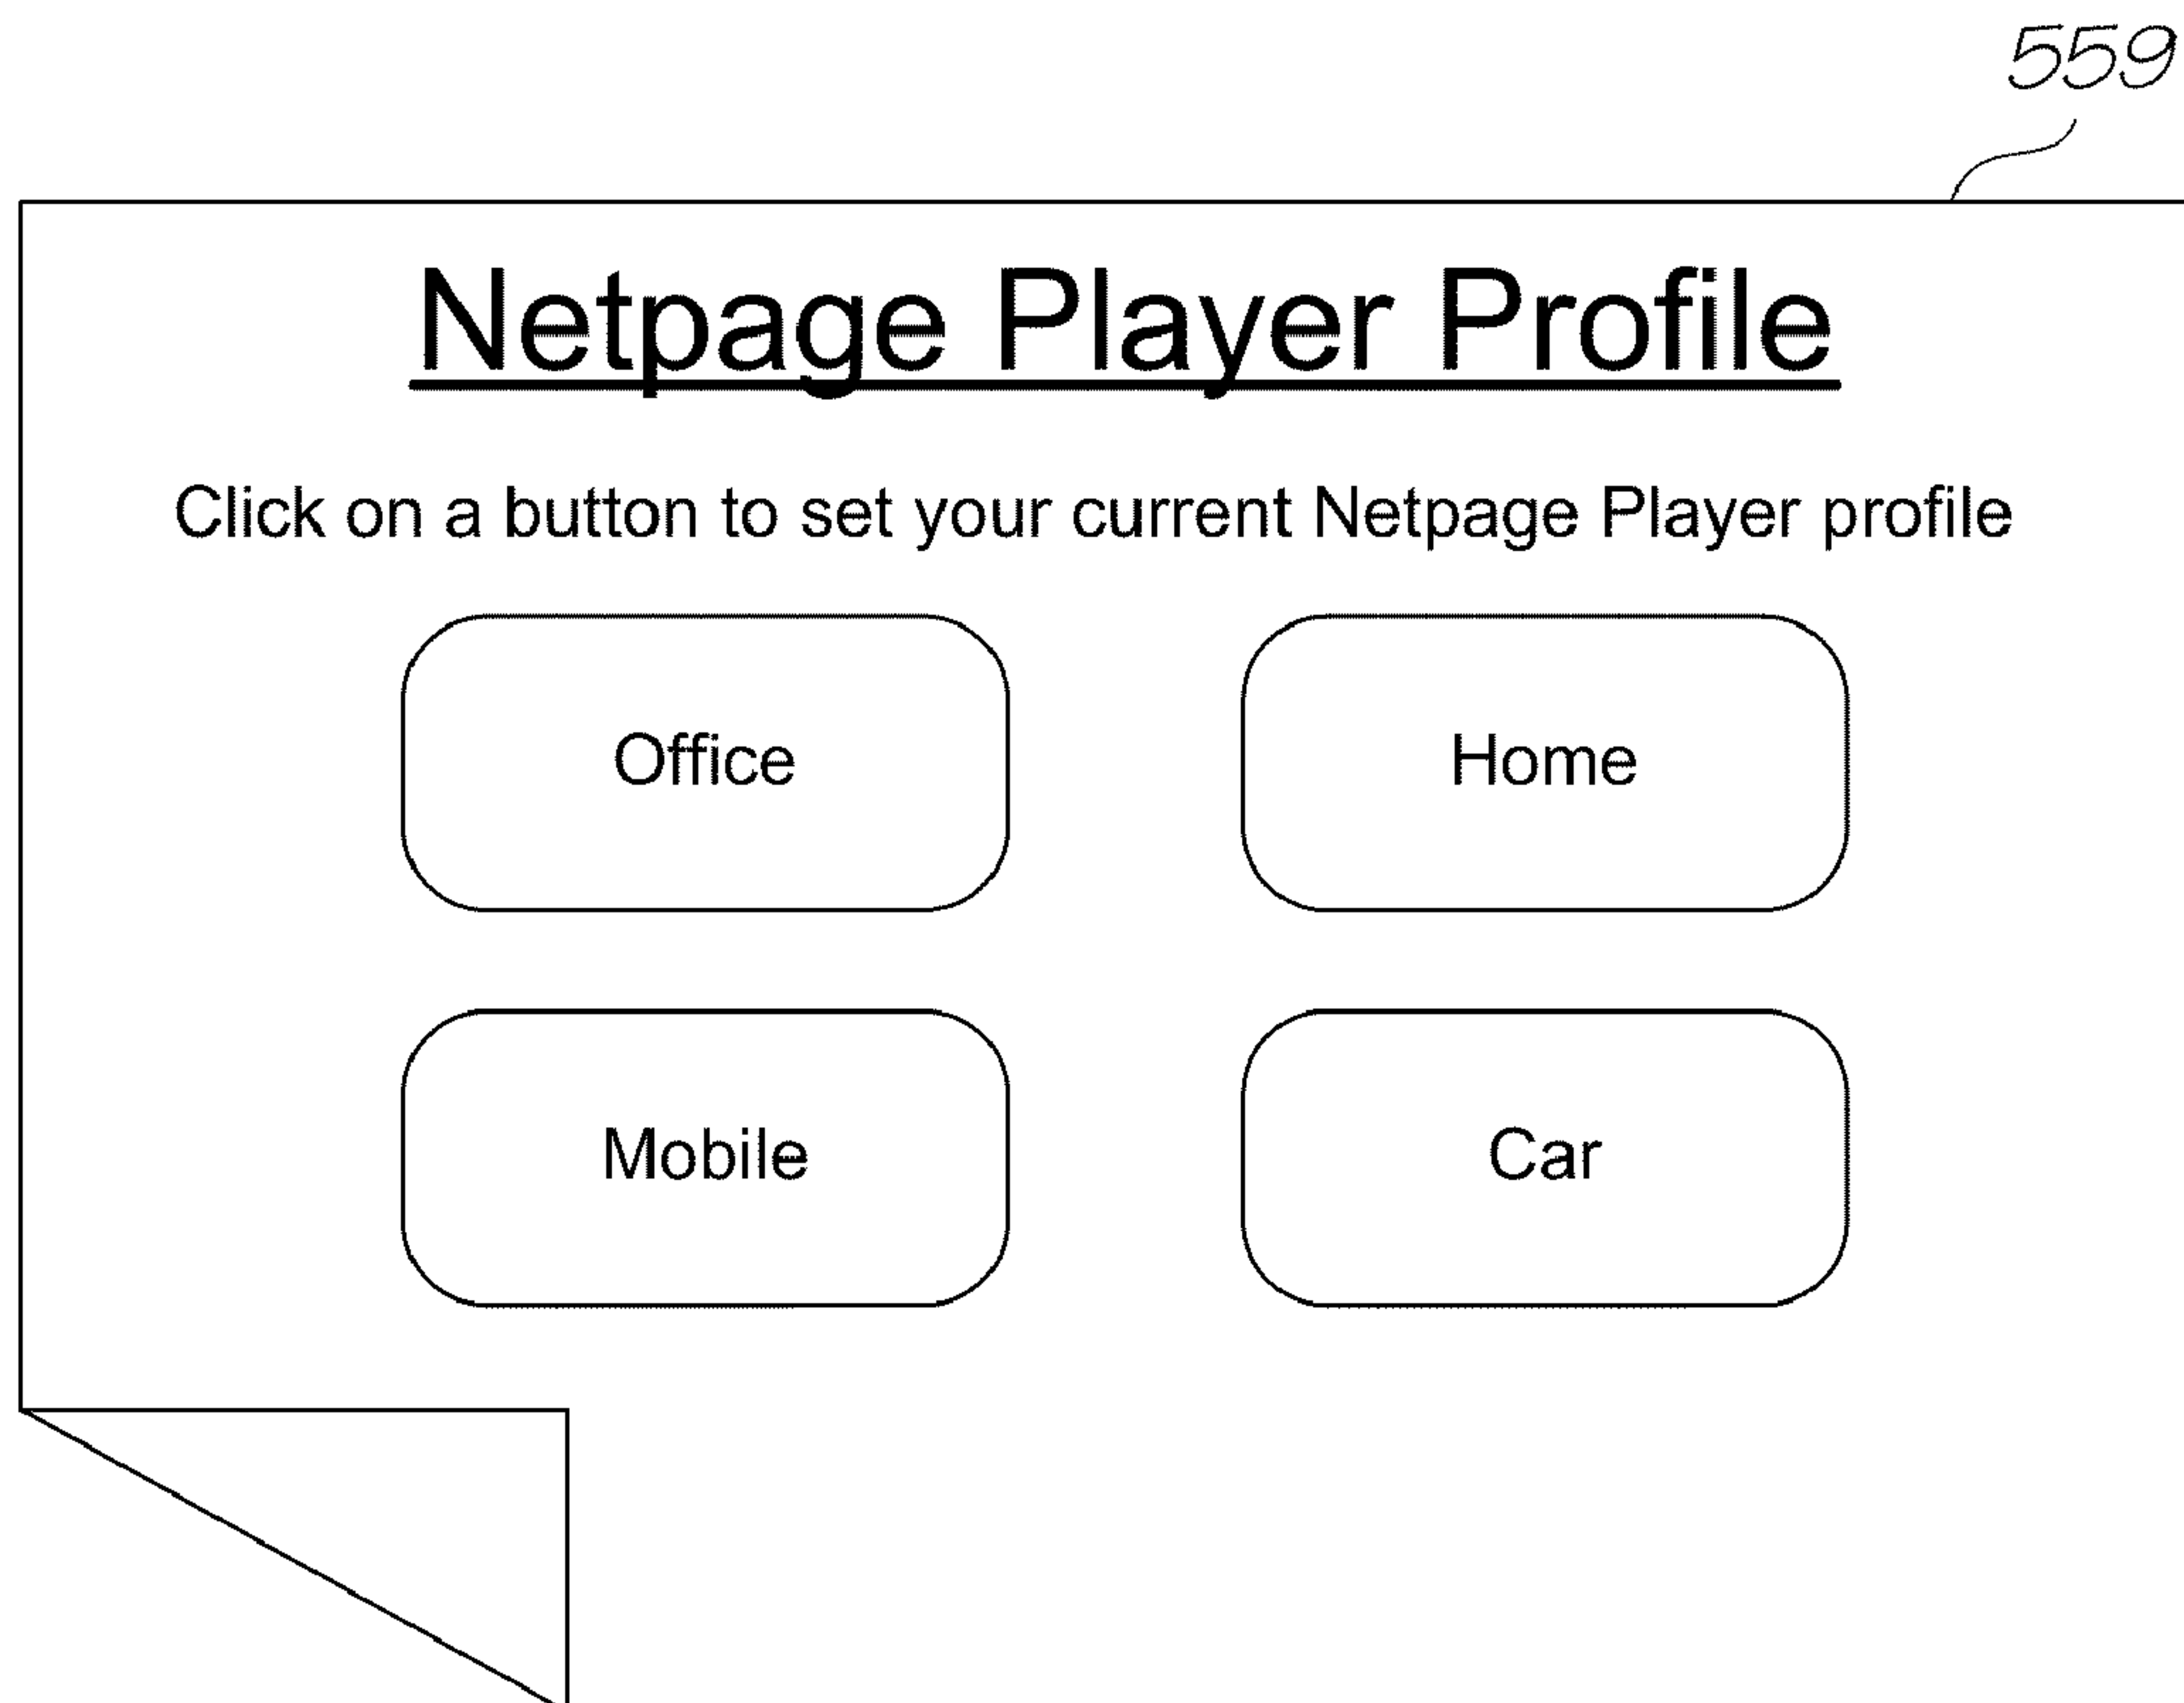 559
Netpage Player Profile
Click on a button to set your current Netpage Player profile
Office Home
Mobile Car